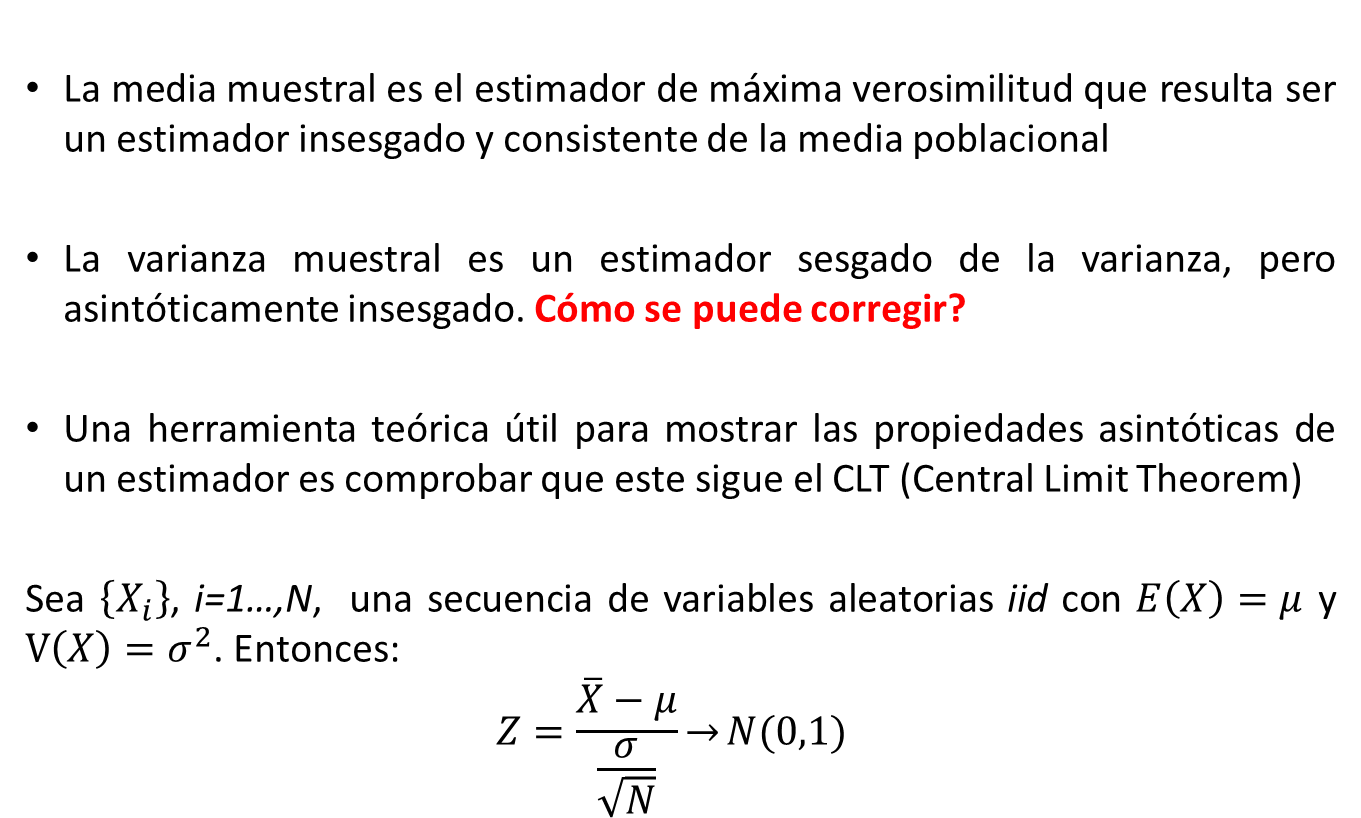 • La media muestral es el estimador de máxima verosimilitud que resulta ser
un estimador insesgado y consistente de la media poblacional
• La varianza muestral es un estimador sesgado de la varianza, pero
asintóticamente insesgado. Cómo se puede corregir?
• Una herramienta teórica útil para mostrar las propiedades asintóticas de
un estimador es comprobar que este sigue el CLT (Central Limit Theorem)
Sea {Xᵢ}, i=1…,N, una secuencia de variables aleatorias iid con E(X) = μ y
V(X) = σ². Entonces:
Z = (X̄ − μ) / (σ / √N) → N(0,1)